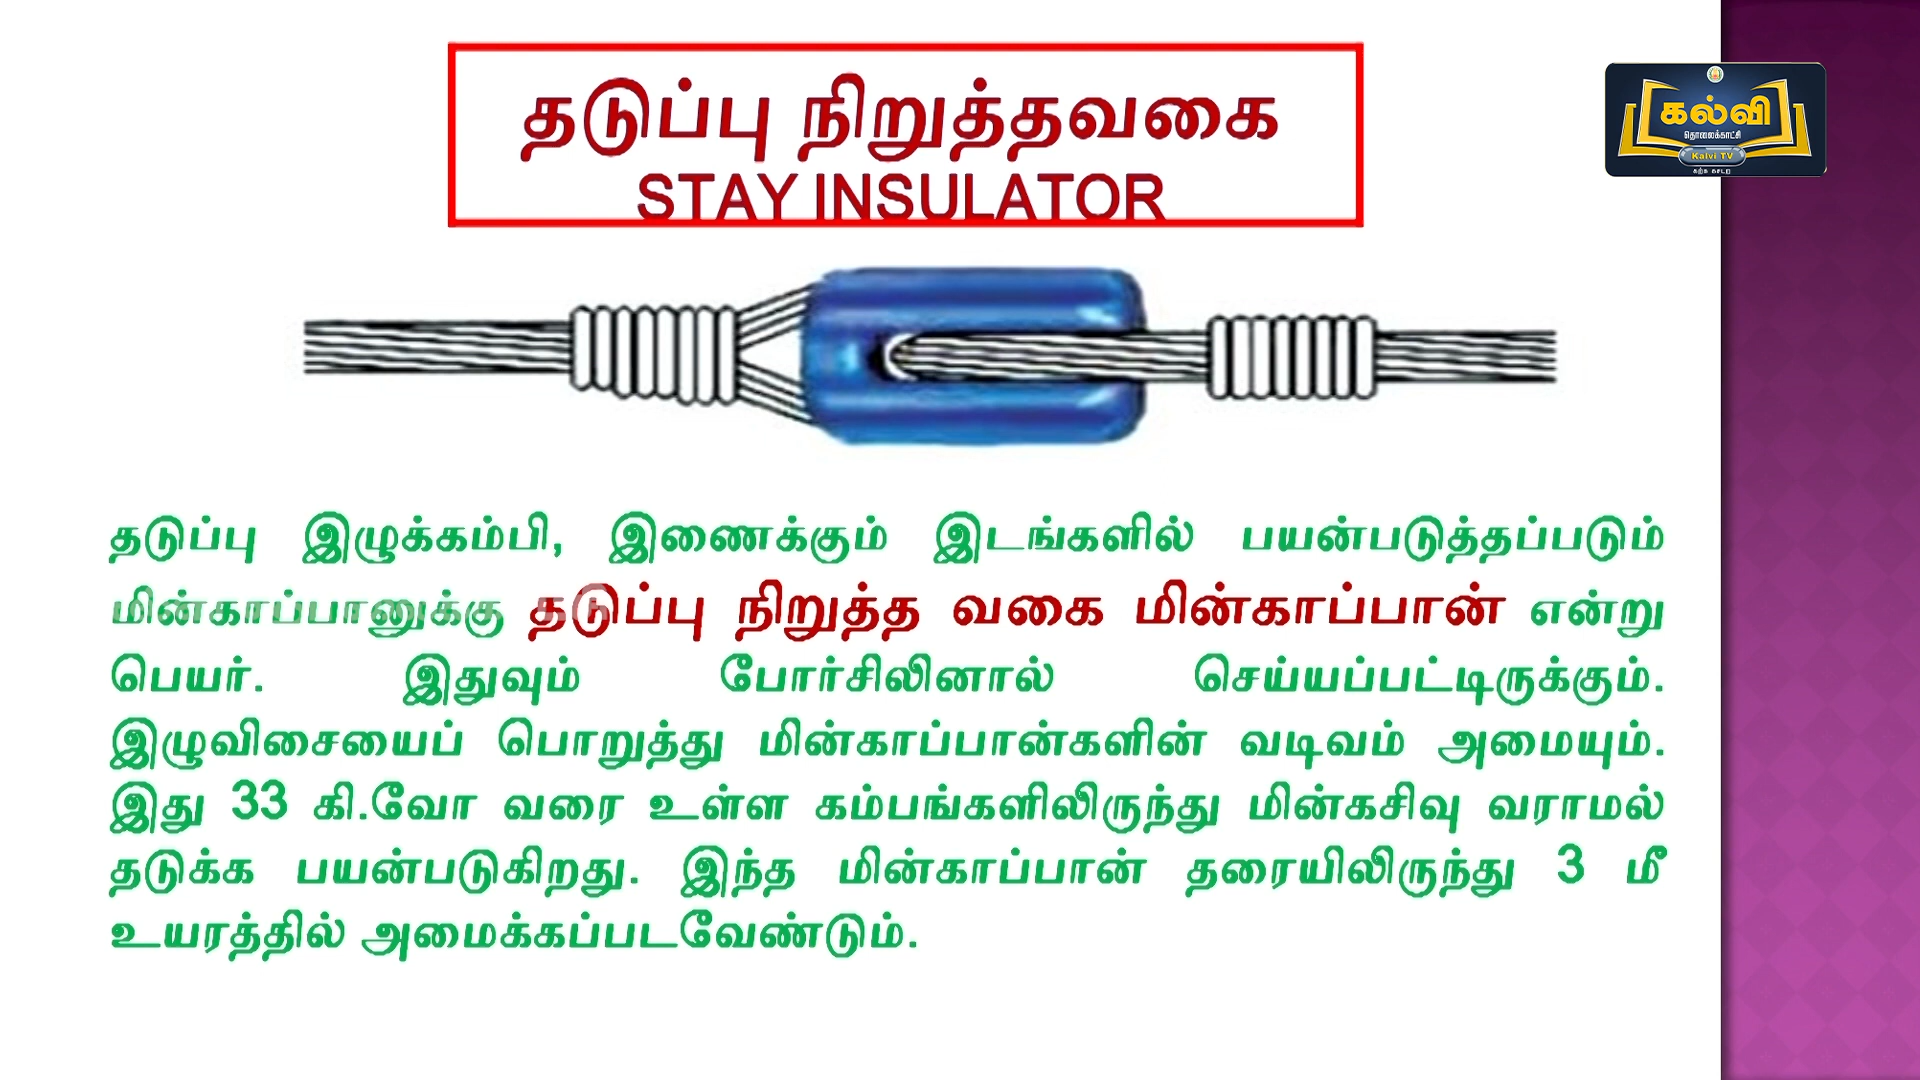 தடுப்பு நிறுத்தவகை
STAY INSULATOR
கல்வி
தொலைக்காட்சி
Kalvi TV
கற்க கசடற
தடுப்பு இழுக்கம்பி, இணைக்கும் இடங்களில் பயன்படுத்தப்படும்
மின்காப்பானுக்கு தடுப்பு நிறுத்த வகை மின்காப்பான் என்று
பெயர். இதுவும் போர்சிலினால் செய்யப்பட்டிருக்கும்.
இழுவிசையைப் பொறுத்து மின்காப்பான்களின் வடிவம் அமையும்.
இது 33 கி.வோ வரை உள்ள கம்பங்களிலிருந்து மின்கசிவு வராமல்
தடுக்க பயன்படுகிறது. இந்த மின்காப்பான் தரையிலிருந்து 3 மீ
உயரத்தில் அமைக்கப்படவேண்டும்.